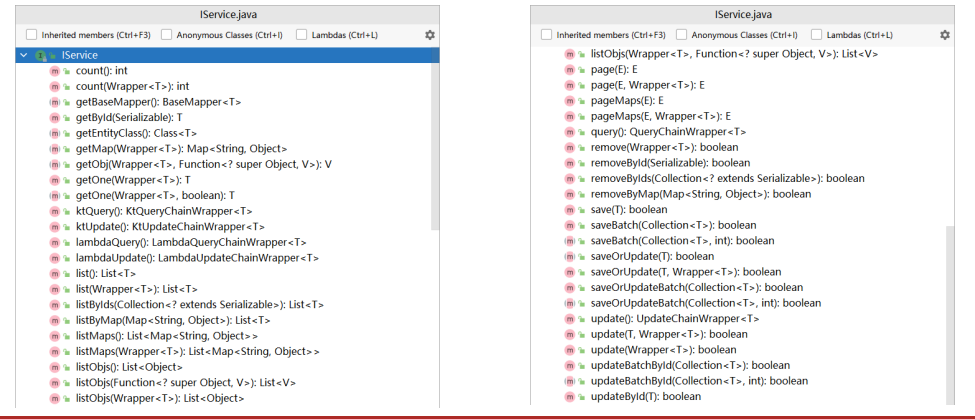 IService.java
Inherited members (Ctrl+F3) Anonymous Classes (Ctrl+I) Lambdas (Ctrl+L)
IService
count(): int
count(Wrapper<T>): int
getBaseMapper(): BaseMapper<T>
getById(Serializable): T
getEntityClass(): Class<T>
getMap(Wrapper<T>): Map<String, Object>
getObj(Wrapper<T>, Function<? super Object, V>): V
getOne(Wrapper<T>): T
getOne(Wrapper<T>, boolean): T
ktQuery(): KtQueryChainWrapper<T>
ktUpdate(): KtUpdateChainWrapper<T>
lambdaQuery(): LambdaQueryChainWrapper<T>
lambdaUpdate(): LambdaUpdateChainWrapper<T>
list(): List<T>
list(Wrapper<T>): List<T>
listByIds(Collection<? extends Serializable>): List<T>
listByMap(Map<String, Object>): List<T>
listMaps(): List<Map<String, Object>>
listMaps(Wrapper<T>): List<Map<String, Object>>
listObjs(): List<Object>
listObjs(Function<? super Object, V>): List<V>
listObjs(Wrapper<T>): List<Object>
IService.java
Inherited members (Ctrl+F3) Anonymous Classes (Ctrl+I) Lambdas (Ctrl+L)
listObjs(Wrapper<T>, Function<? super Object, V>): List<V>
page(E): E
page(E, Wrapper<T>): E
pageMaps(E): E
pageMaps(E, Wrapper<T>): E
query(): QueryChainWrapper<T>
remove(Wrapper<T>): boolean
removeById(Serializable): boolean
removeByIds(Collection<? extends Serializable>): boolean
removeByMap(Map<String, Object>): boolean
save(T): boolean
saveBatch(Collection<T>): boolean
saveBatch(Collection<T>, int): boolean
saveOrUpdate(T): boolean
saveOrUpdate(T, Wrapper<T>): boolean
saveOrUpdateBatch(Collection<T>): boolean
saveOrUpdateBatch(Collection<T>, int): boolean
update(): UpdateChainWrapper<T>
update(T, Wrapper<T>): boolean
update(Wrapper<T>): boolean
updateBatchById(Collection<T>): boolean
updateBatchById(Collection<T>, int): boolean
updateById(T): boolean